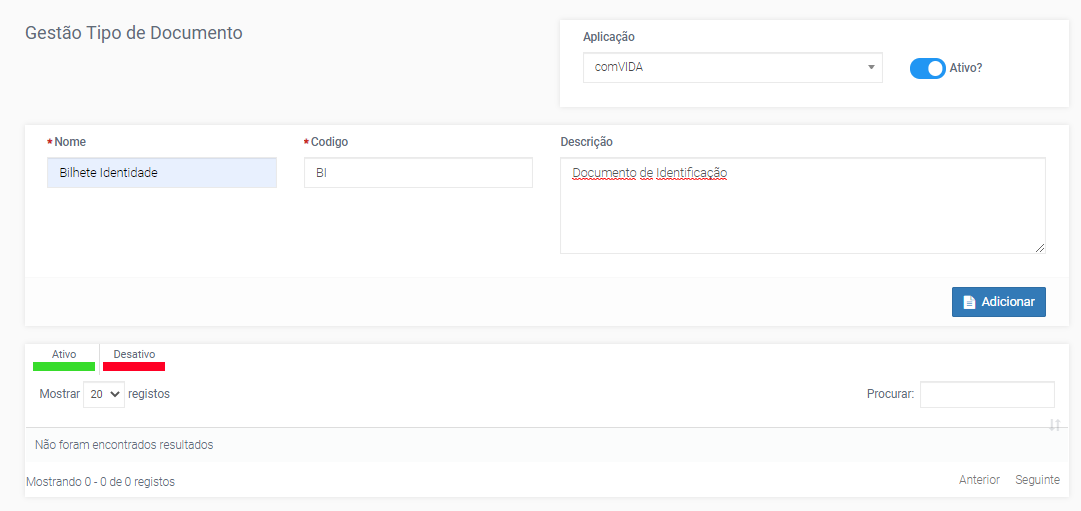 Gestão Tipo de Documento
Aplicação
comVIDA
Ativo?
* Nome
* Codigo
Descrição
Bilhete Identidade
BI
Documento de Identificação
Adicionar
Ativo
Desativo
Mostrar 20 registos
Procurar:
Não foram encontrados resultados
Mostrando 0 - 0 de 0 registos
Anterior
Seguinte